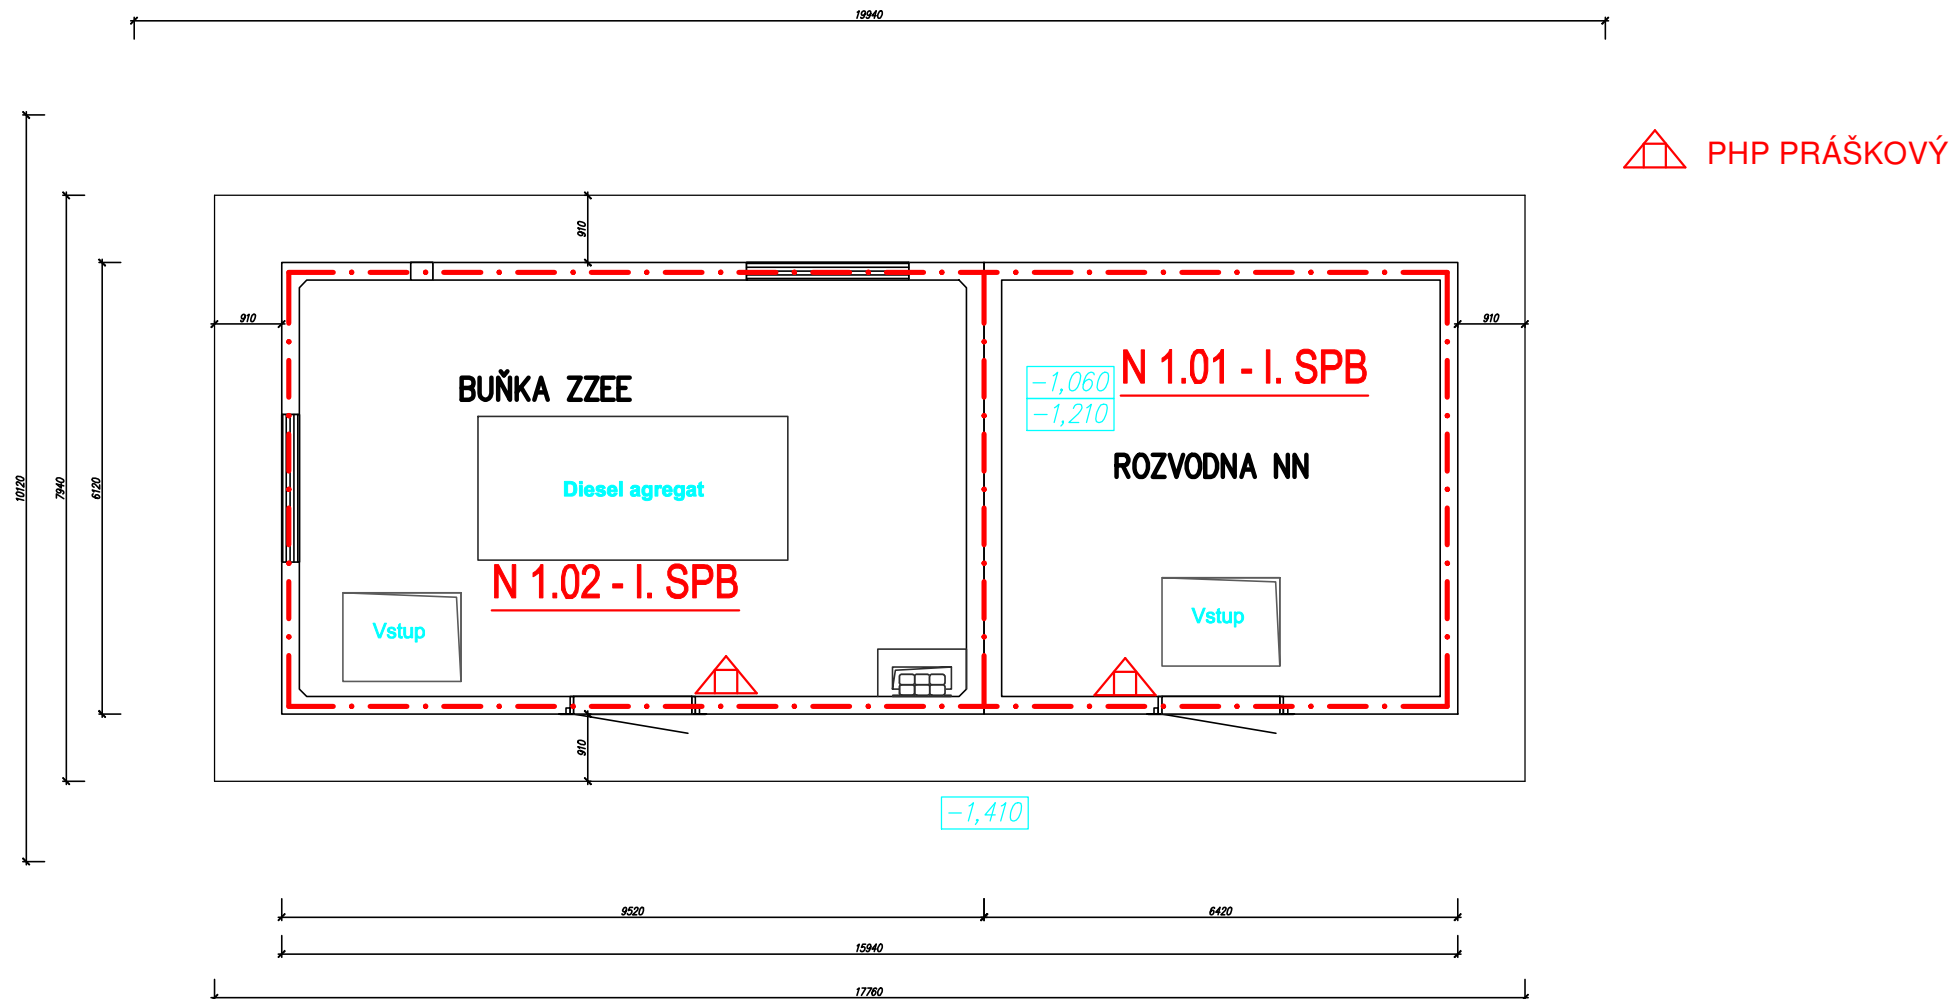 19940
PHP PRÁŠKOVÝ
910
910
910
BUŇKA ZZEE
N 1.01 - I. SPB
-1,060
-1,210
ROZVODNA NN
Diesel agregat
10120
7940
6120
N 1.02 - I. SPB
Vstup
Vstup
910
-1,410
9520
6420
15940
17760